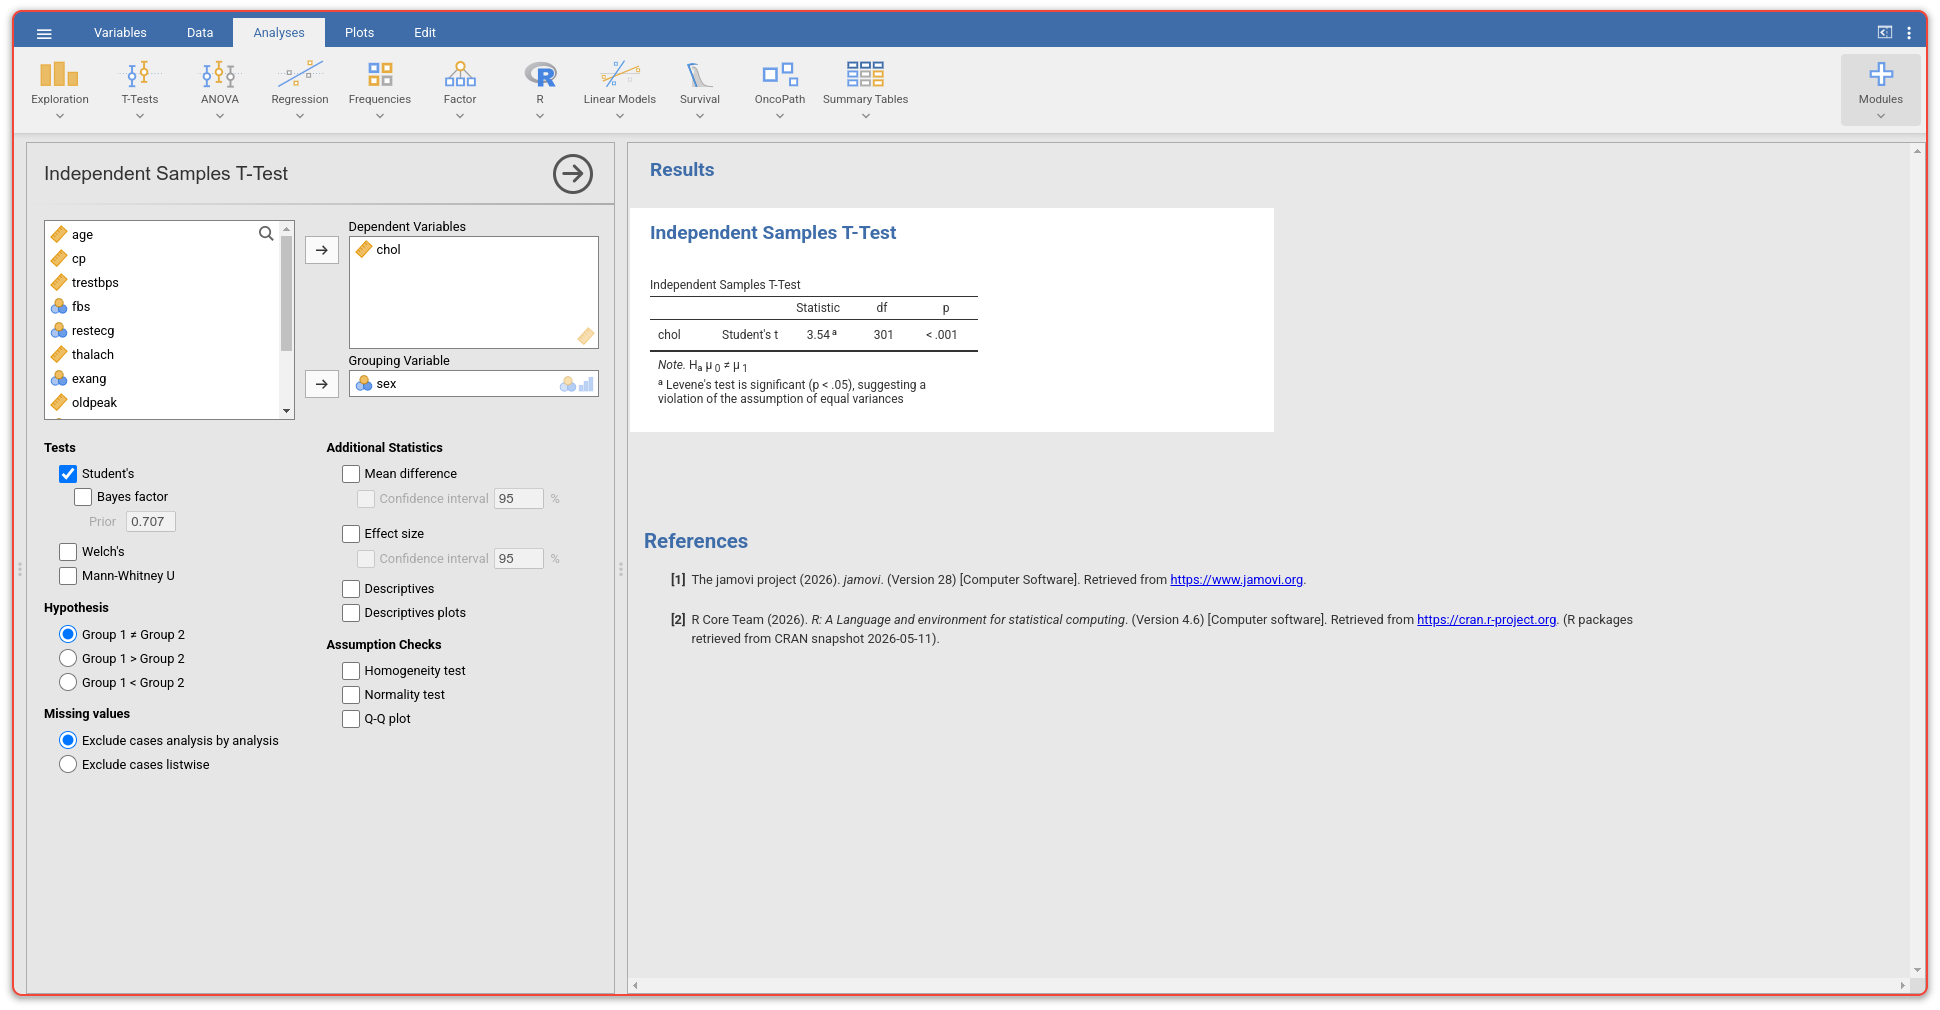 Variables Data Analyses Plots Edit
Exploration T-Tests ANOVA Regression Frequencies Factor R Linear Models Survival OncoPath Summary Tables Modules
Independent Samples T-Test
age
cp
trestbps
fbs
restecg
thalach
exang
oldpeak
Dependent Variables
chol
Grouping Variable
sex
Tests
Student's
Bayes factor
Prior 0.707
Welch's
Mann-Whitney U
Hypothesis
Group 1 ≠ Group 2
Group 1 > Group 2
Group 1 < Group 2
Missing values
Exclude cases analysis by analysis
Exclude cases listwise
Additional Statistics
Mean difference
Confidence interval 95 %
Effect size
Confidence interval 95 %
Descriptives
Descriptives plots
Assumption Checks
Homogeneity test
Normality test
Q-Q plot
Results
Independent Samples T-Test
Independent Samples T-Test
Statistic df p
chol Student's t 3.54 ª 301 < .001
Note. Hₐ μ ₀ ≠ μ ₁
ª Levene's test is significant (p < .05), suggesting a
violation of the assumption of equal variances
References
[1] The jamovi project (2026). jamovi. (Version 28) [Computer Software]. Retrieved from https://www.jamovi.org.
[2] R Core Team (2026). R: A Language and environment for statistical computing. (Version 4.6) [Computer software]. Retrieved from https://cran.r-project.org. (R packages
retrieved from CRAN snapshot 2026-05-11).